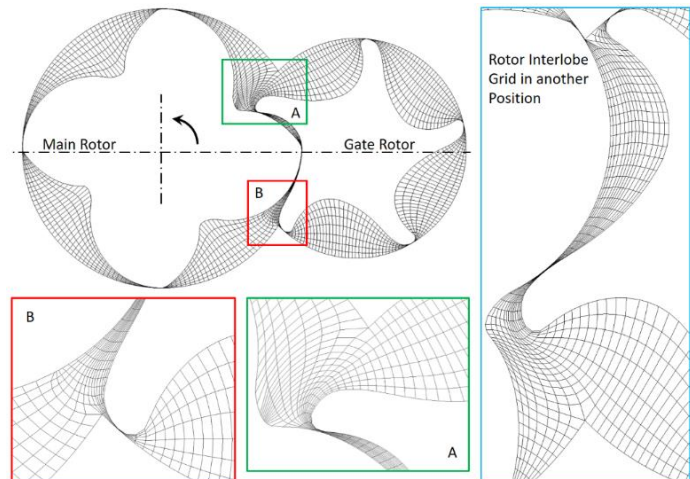 A
Main Rotor
Gate Rotor
B
Rotor Interlobe
Grid in another
Position
B
A